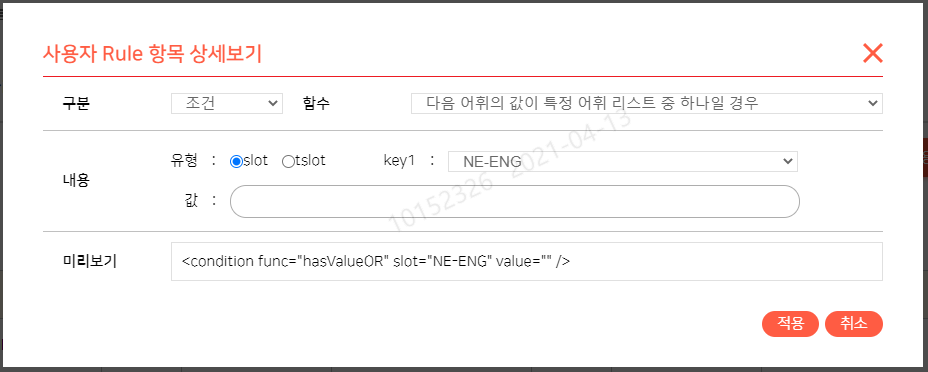 사용자 Rule 항목 상세보기
구분 조건 함수 다음 어휘의 값이 특정 어휘 리스트 중 하나일 경우
유형 : slot tslot key1 : NE-ENG
내용
값 :
10152326 2021-04-13
미리보기 <condition func="hasValueOR" slot="NE-ENG" value="" />
적용 취소